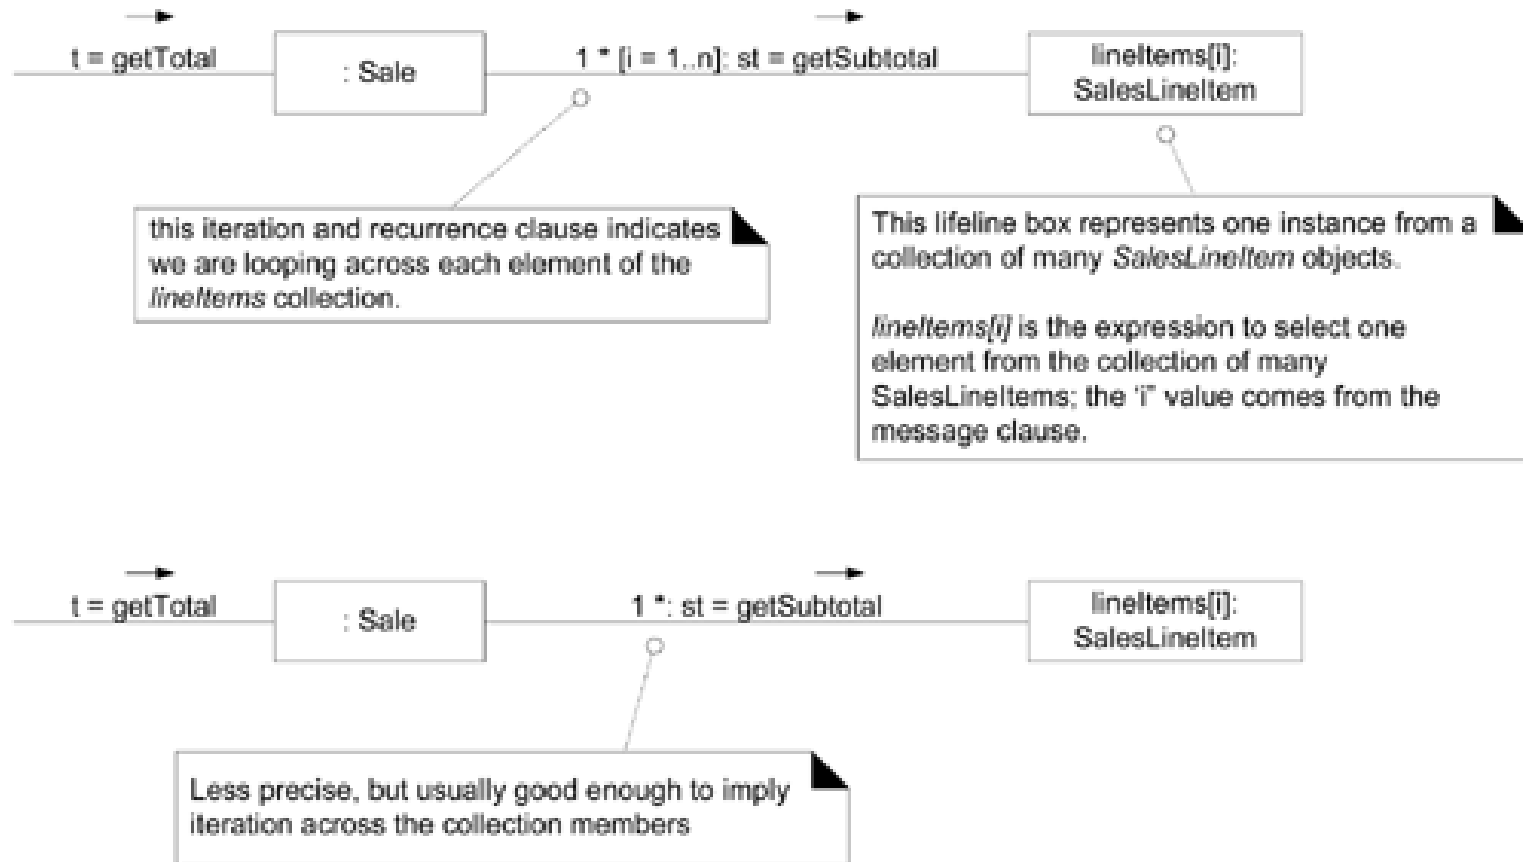 t = getTotal
: Sale
1 * [i = 1..n]: st = getSubtotal
lineItems[i]:
SalesLineItem
this iteration and recurrence clause indicates
we are looping across each element of the
lineItems collection.
This lifeline box represents one instance from a
collection of many SalesLineItem objects.
lineItems[i] is the expression to select one
element from the collection of many
SalesLineItems; the 'i" value comes from the
message clause.
t = getTotal
: Sale
1 *: st = getSubtotal
lineItems[i]:
SalesLineItem
Less precise, but usually good enough to imply
iteration across the collection members